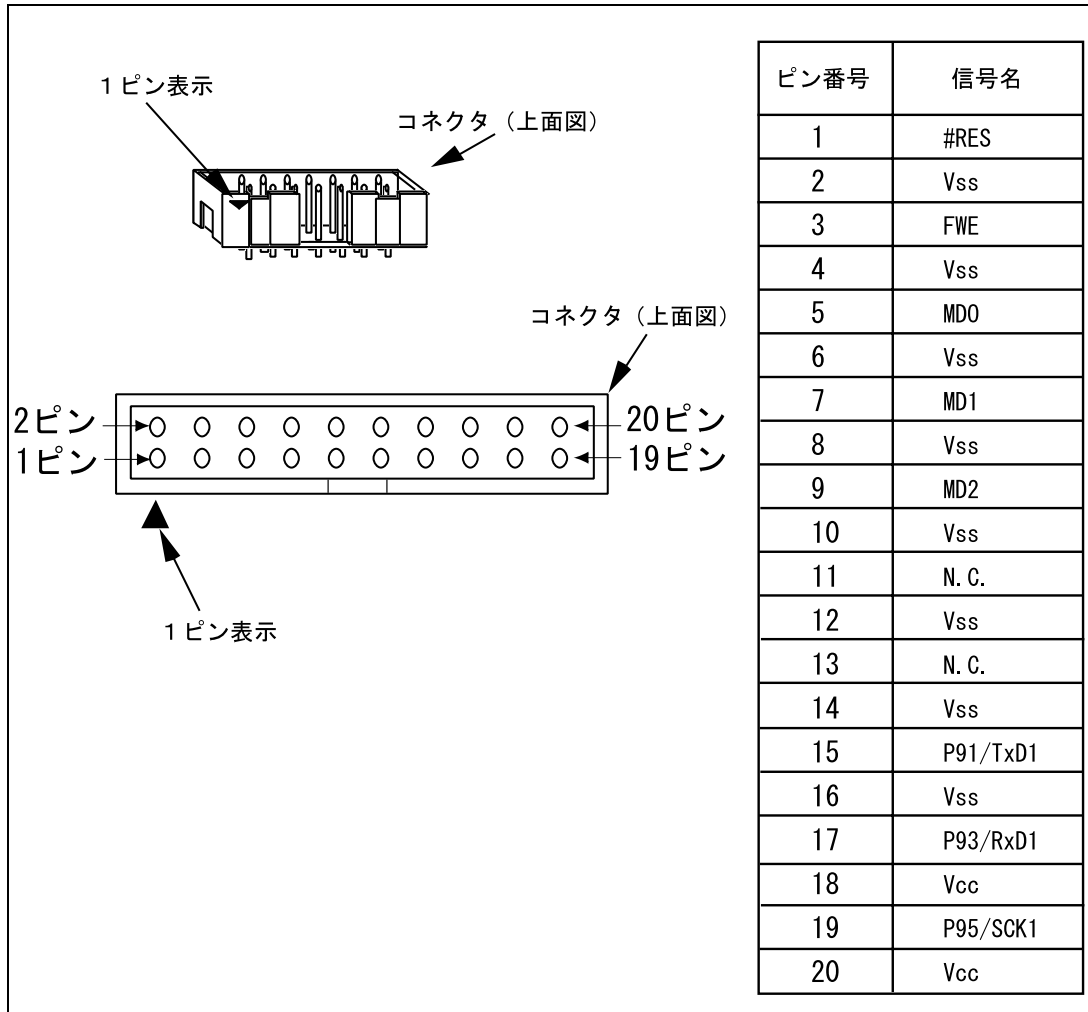 1ピン表示
コネクタ（上面図）
コネクタ（上面図）
2ピン
20ピン
1ピン
19ピン
1ピン表示
ピン番号 信号名
1 #RES
2 Vss
3 FWE
4 Vss
5 MD0
6 Vss
7 MD1
8 Vss
9 MD2
10 Vss
11 N.C.
12 Vss
13 N.C.
14 Vss
15 P91/TxD1
16 Vss
17 P93/RxD1
18 Vcc
19 P95/SCK1
20 Vcc